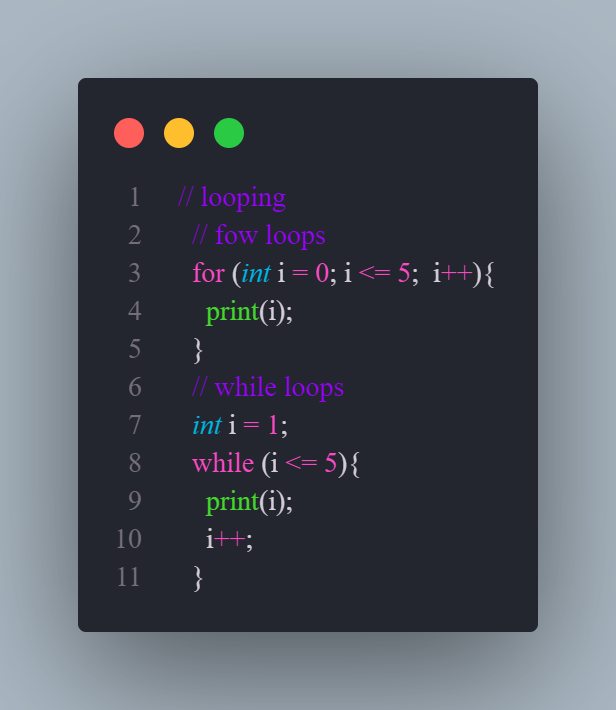 1 // looping
2 // fow loops
3 for (int i = 0; i <= 5;  i++){
4 print(i);
5 }
6 // while loops
7 int i = 1;
8 while (i <= 5){
9 print(i);
10 i++;
11 }